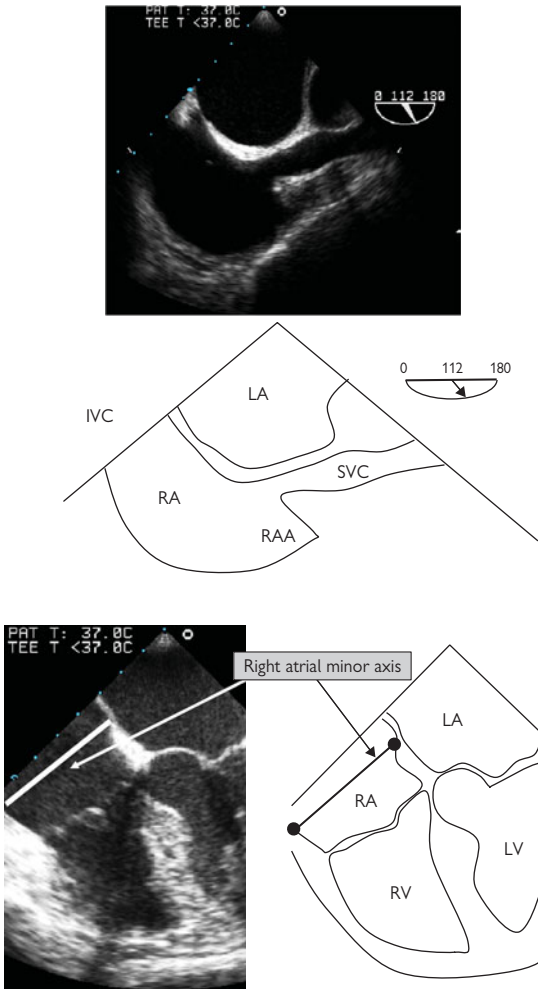 PAT T: 37.0C
TEE T <37.0C
0 112 180
0 112 180
LA
IVC
SVC
RA
RAA
PAT T: 37.0C
TEE T <37.0C
Right atrial minor axis
LA
RA
LV
RV